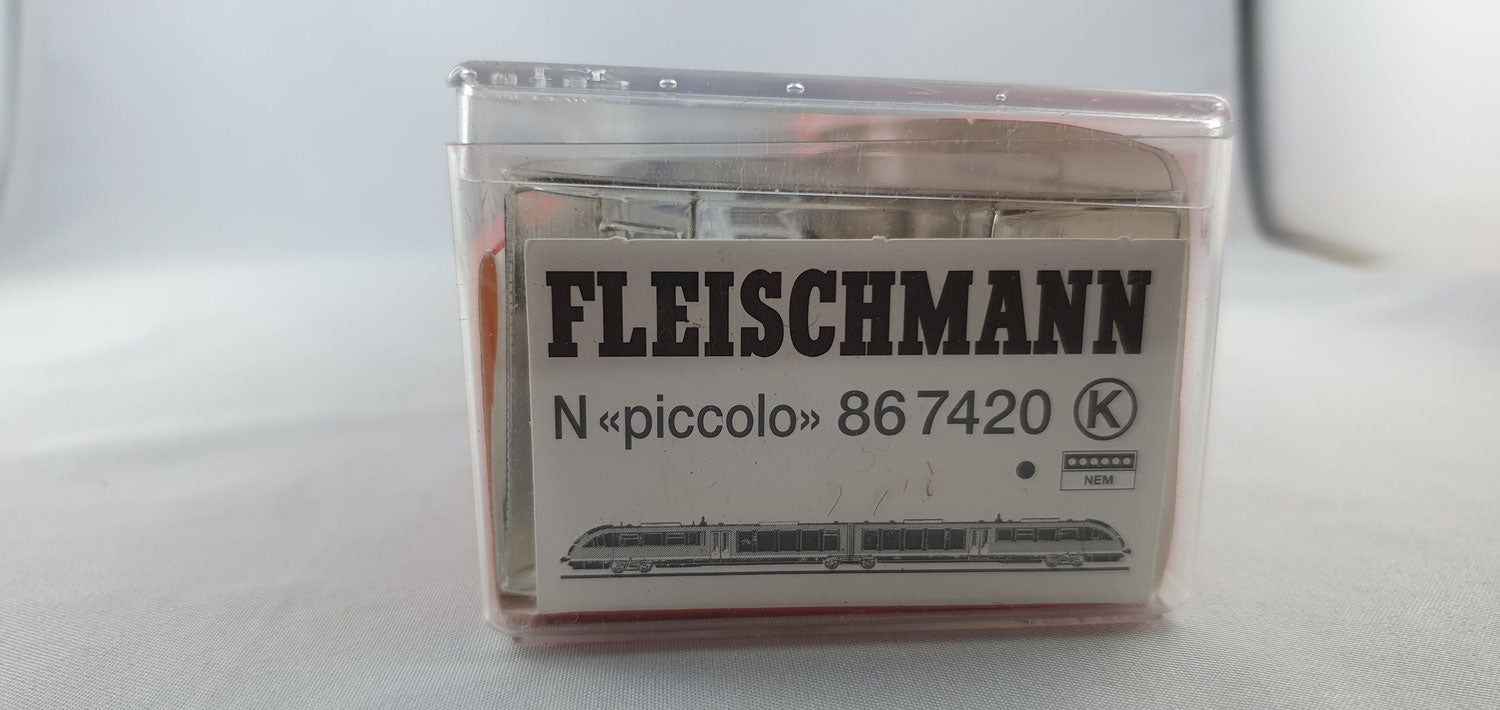 FLEISCHMANN
N «piccolo» 86 7420 K
NEM